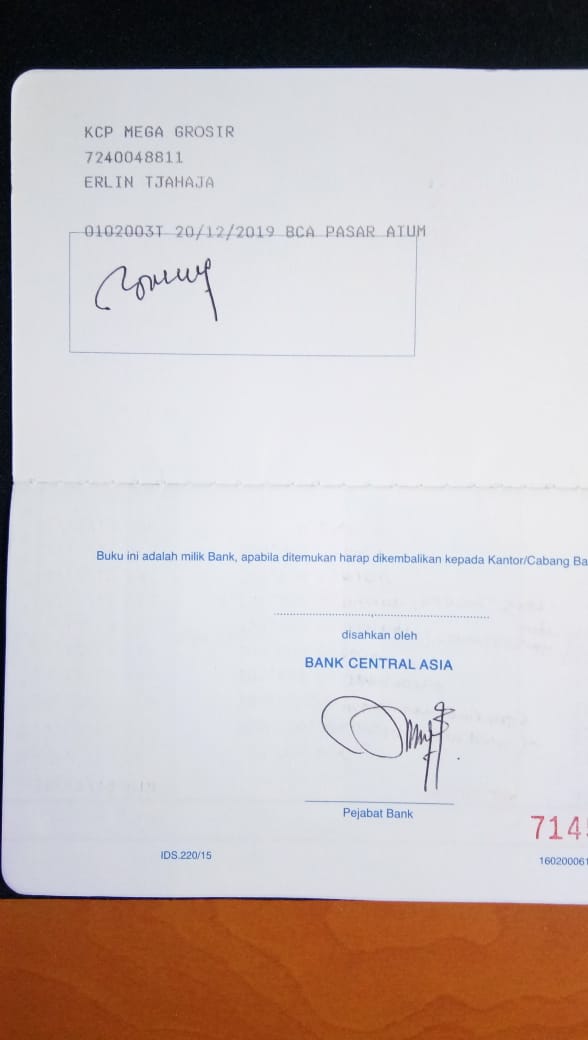 KCP MEGA GROSIR
7240048811
ERLIN TJAHAJA
0102003T 20/12/2019 BCA PASAR ATUM
Buku ini adalah milik Bank, apabila ditemukan harap dikembalikan kepada Kantor/Cabang Ba
disahkan oleh
BANK CENTRAL ASIA
Pejabat Bank
714
IDS.220/15
160200061